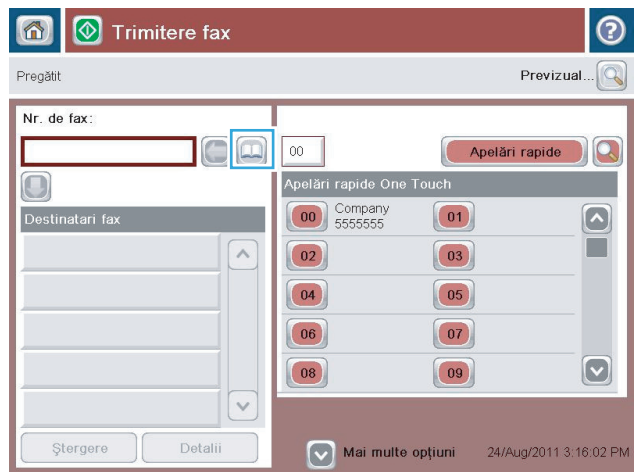 Trimitere fax
Pregătit
Previzual...
Nr. de fax:
00
Apelări rapide
Apelări rapide One Touch
00 Company 01
5555555
02 03
04 05
06 07
08 09
Destinatari fax
Ștergere Detalii
Mai multe opțiuni 24/Aug/2011 3:16:02 PM